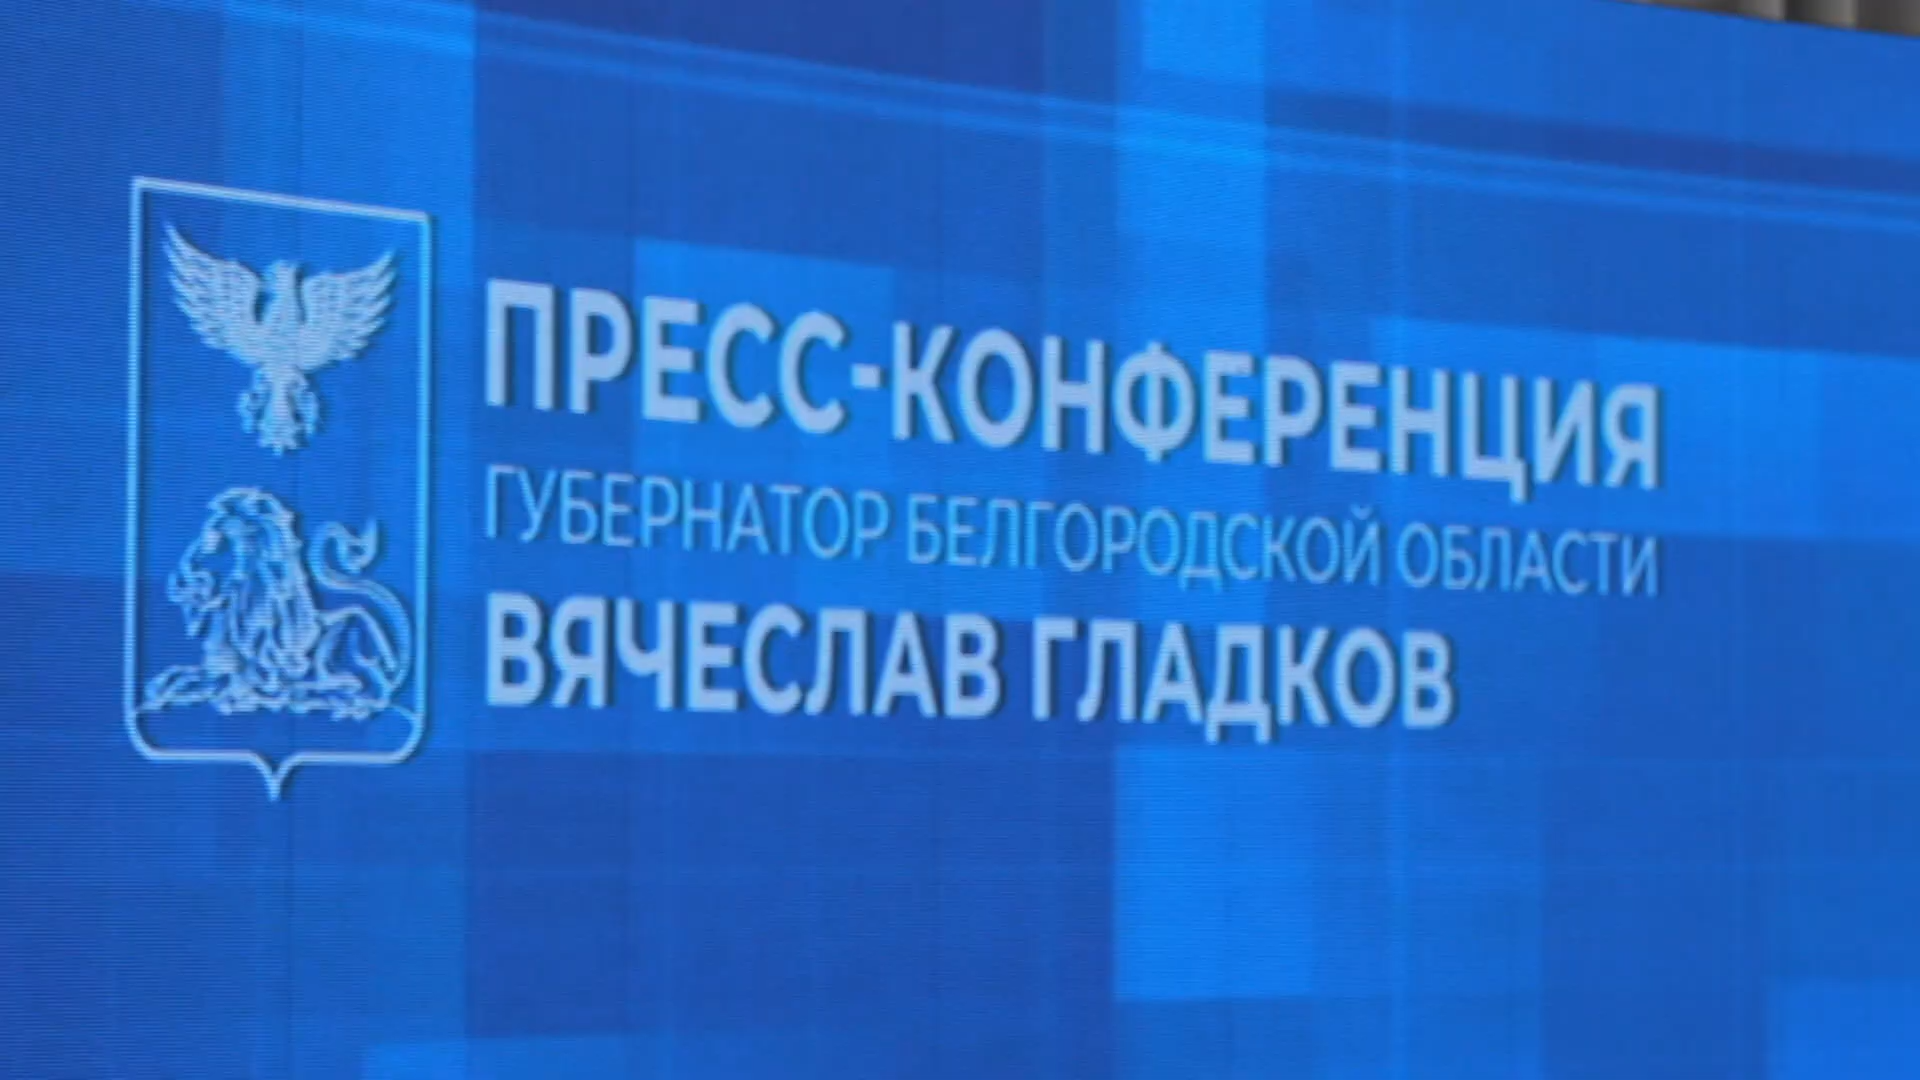 ПРЕСС-КОНФЕРЕНЦИЯ
ГУБЕРНАТОР БЕЛГОРОДСКОЙ ОБЛАСТИ
ВЯЧЕСЛАВ ГЛАДКОВ